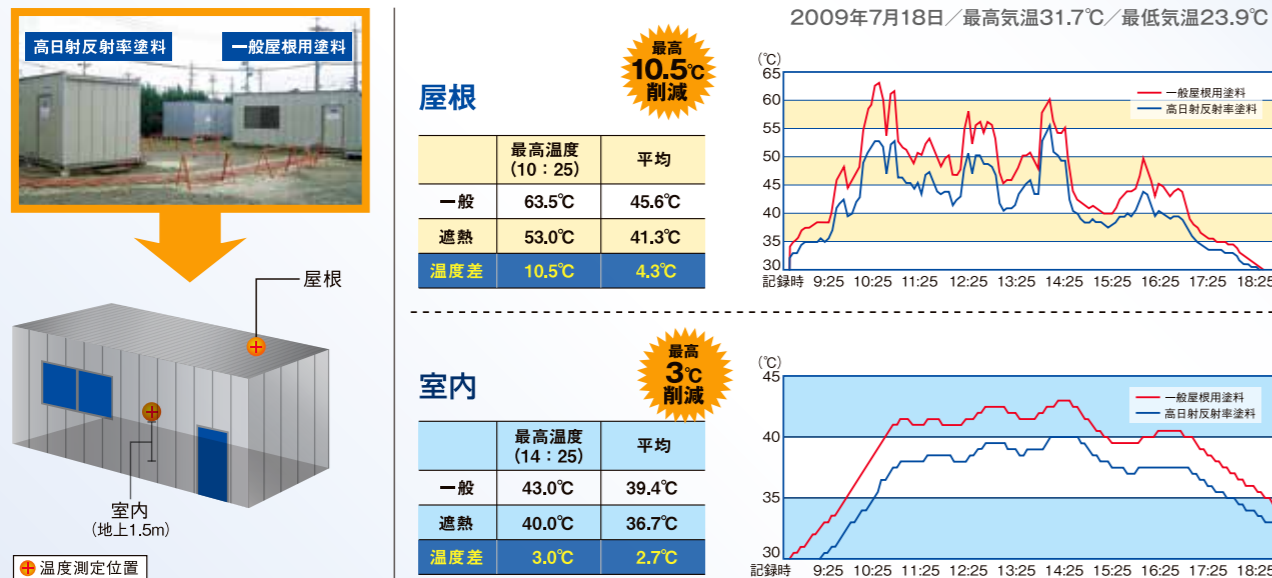 高日射反射率塗料
一般屋根用塗料
屋根
室内
(地上1.5m)
温度測定位置
2009年7月18日／最高気温31.7℃／最低気温23.9℃
屋根
最高
10.5℃
削減
最高温度 平均
(10：25)
一般 63.5℃ 45.6℃
遮熱 53.0℃ 41.3℃
温度差 10.5℃ 4.3℃
(℃)
65
60
55
50
45
40
35
30
一般屋根用塗料
高日射反射率塗料
記録時 9:25 10:25 11:25 12:25 13:25 14:25 15:25 16:25 17:25 18:25
室内
最高
3℃
削減
最高温度 平均
(14：25)
一般 43.0℃ 39.4℃
遮熱 40.0℃ 36.7℃
温度差 3.0℃ 2.7℃
(℃)
45
40
35
30
一般屋根用塗料
高日射反射率塗料
記録時 9:25 10:25 11:25 12:25 13:25 14:25 15:25 16:25 17:25 18:25